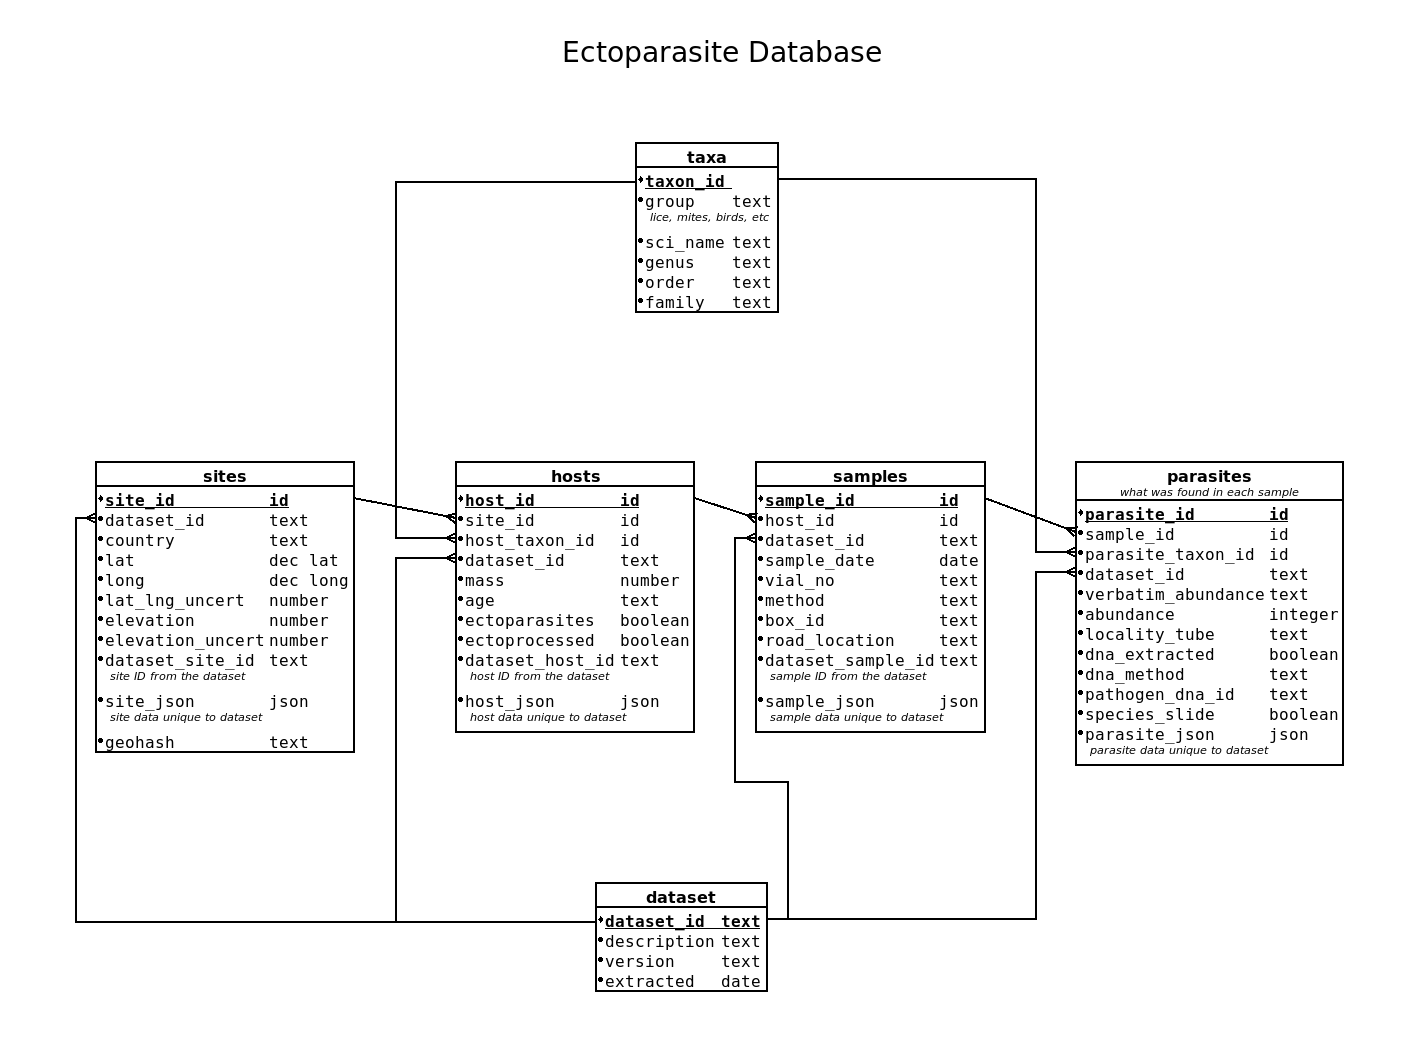 Ectoparasite Database
taxa
taxon_id
group text
lice, mites, birds, etc
sci_name text
genus text
order text
family text
sites
site_id id
dataset_id text
country text
lat dec lat
long dec long
lat_lng_uncert number
elevation number
elevation_uncert number
dataset_site_id text
site ID from the dataset
site_json json
site data unique to dataset
geohash text
hosts
host_id id
site_id id
host_taxon_id id
dataset_id text
mass number
age text
ectoparasites boolean
ectoprocessed boolean
dataset_host_id text
host ID from the dataset
host_json json
host data unique to dataset
samples
sample_id id
host_id id
dataset_id text
sample_date date
vial_no text
method text
box_id text
road_location text
dataset_sample_id text
sample ID from the dataset
sample_json json
sample data unique to dataset
parasites
what was found in each sample
parasite_id id
sample_id id
parasite_taxon_id id
dataset_id text
verbatim_abundance text
abundance integer
locality_tube text
dna_extracted boolean
dna_method text
pathogen_dna_id text
species_slide boolean
parasite_json json
parasite data unique to dataset
dataset
dataset_id text
description text
version text
extracted date